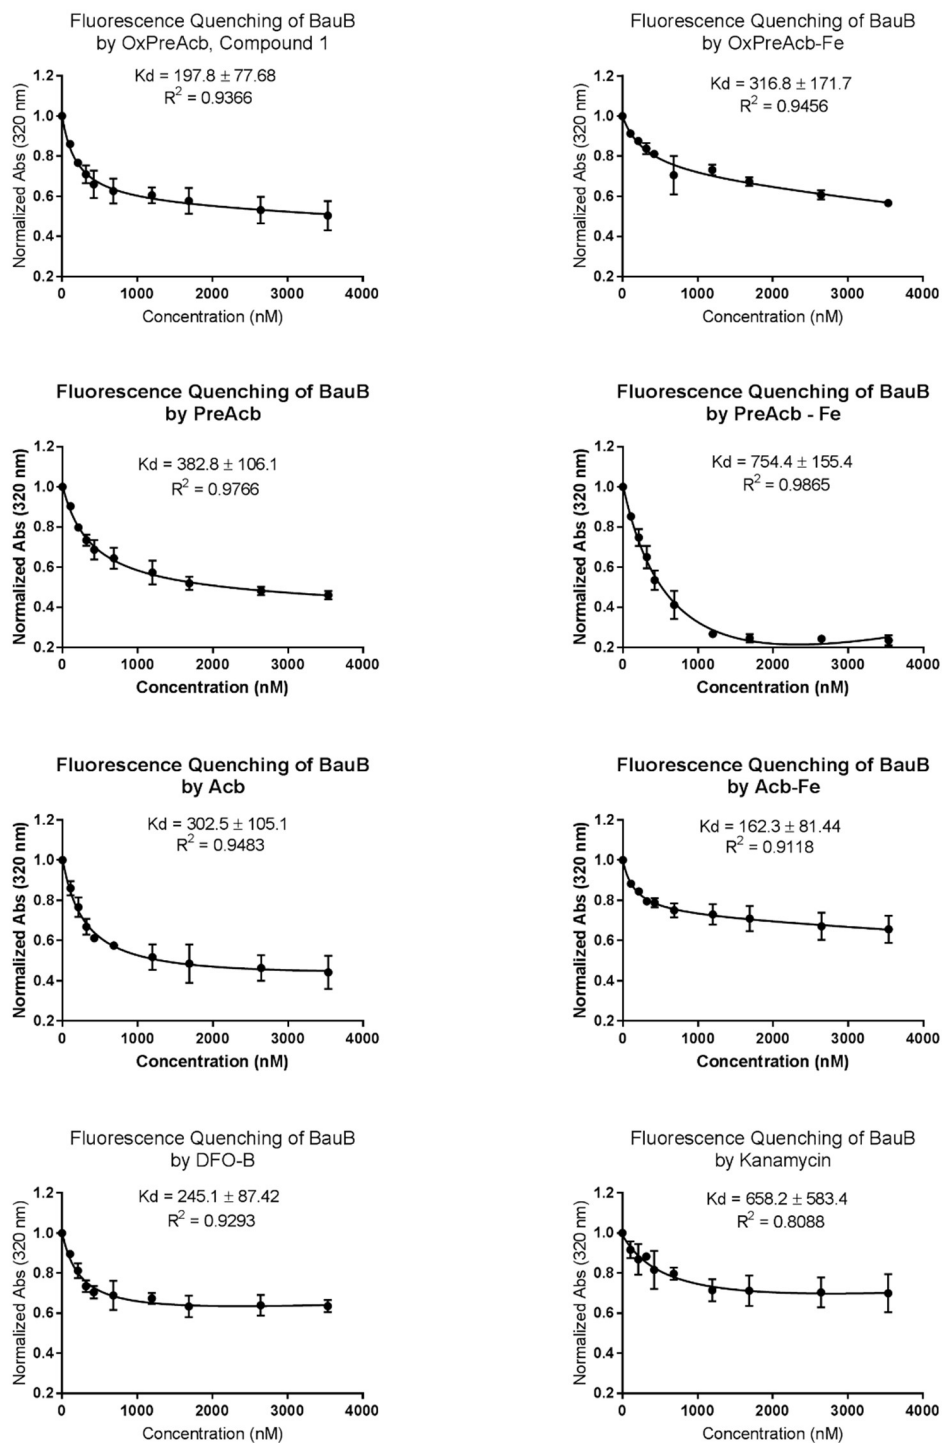 Fluorescence Quenching of BauB
by OxPreAcb, Compound 1
Kd = 197.8 ± 77.68
R² = 0.9366
Normalized Abs (320 nm)
1.2
1.0
0.8
0.6
0.4
0.2
0 1000 2000 3000 4000
Concentration (nM)
Fluorescence Quenching of BauB
by OxPreAcb-Fe
Kd = 316.8 ± 171.7
R² = 0.9456
Normalized Abs (320 nm)
1.2
1.0
0.8
0.6
0.4
0.2
0 1000 2000 3000 4000
Concentration (nM)
Fluorescence Quenching of BauB
by PreAcb
Kd = 382.8 ± 106.1
R² = 0.9766
Normalized Abs (320 nm)
1.2
1.0
0.8
0.6
0.4
0.2
0 1000 2000 3000 4000
Concentration (nM)
Fluorescence Quenching of BauB
by PreAcb - Fe
Kd = 754.4 ± 155.4
R² = 0.9865
Normalized Abs (320 nm)
1.2
1.0
0.8
0.6
0.4
0.2
0 1000 2000 3000 4000
Concentration (nM)
Fluorescence Quenching of BauB
by Acb
Kd = 302.5 ± 105.1
R² = 0.9483
Normalized Abs (320 nm)
1.2
1.0
0.8
0.6
0.4
0.2
0 1000 2000 3000 4000
Concentration (nM)
Fluorescence Quenching of BauB
by Acb-Fe
Kd = 162.3 ± 81.44
R² = 0.9118
Normalized Abs (320 nm)
1.2
1.0
0.8
0.6
0.4
0.2
0 1000 2000 3000 4000
Concentration (nM)
Fluorescence Quenching of BauB
by DFO-B
Kd = 245.1 ± 87.42
R² = 0.9293
Normalized Abs (320 nm)
1.2
1.0
0.8
0.6
0.4
0.2
0 1000 2000 3000 4000
Concentration (nM)
Fluorescence Quenching of BauB
by Kanamycin
Kd = 658.2 ± 583.4
R² = 0.8088
Normalized Abs (320 nm)
1.2
1.0
0.8
0.6
0.4
0.2
0 1000 2000 3000 4000
Concentration (nM)